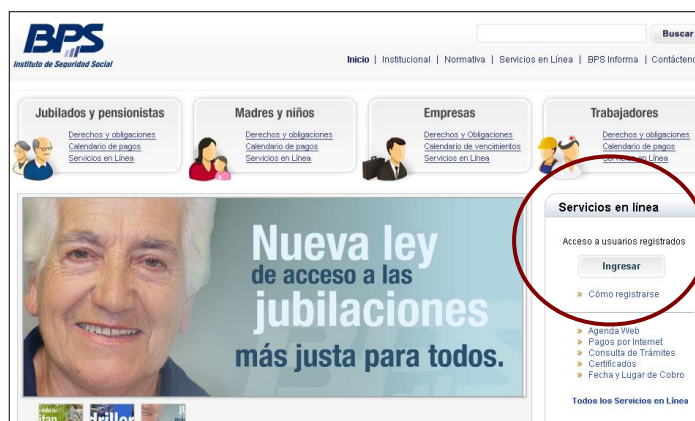 BPS
Instituto de Seguridad Social
Buscar
Inicio | Institucional | Normativa | Servicios en Línea | BPS Informa | Contácteno
Jubilados y pensionistas
Derechos y obligaciones
Calendario de pagos
Servicios en Línea
Madres y niños
Derechos y obligaciones
Calendario de pagos
Servicios en Línea
Empresas
Derechos y Obligaciones
Calendario de vencimientos
Servicios en Línea
Trabajadores
Derechos y obligaciones
Calendario de pagos
Servicios en Línea
Nueva ley
de acceso a las
jubilaciones
más justa para todos.
Servicios en línea
Acceso a usuarios registrados
Ingresar
» Cómo registrarse
» Agenda Web
» Pagos por Internet
» Consulta de Trámites
» Certificados
» Fecha y Lugar de Cobro
Todos los Servicios en Línea